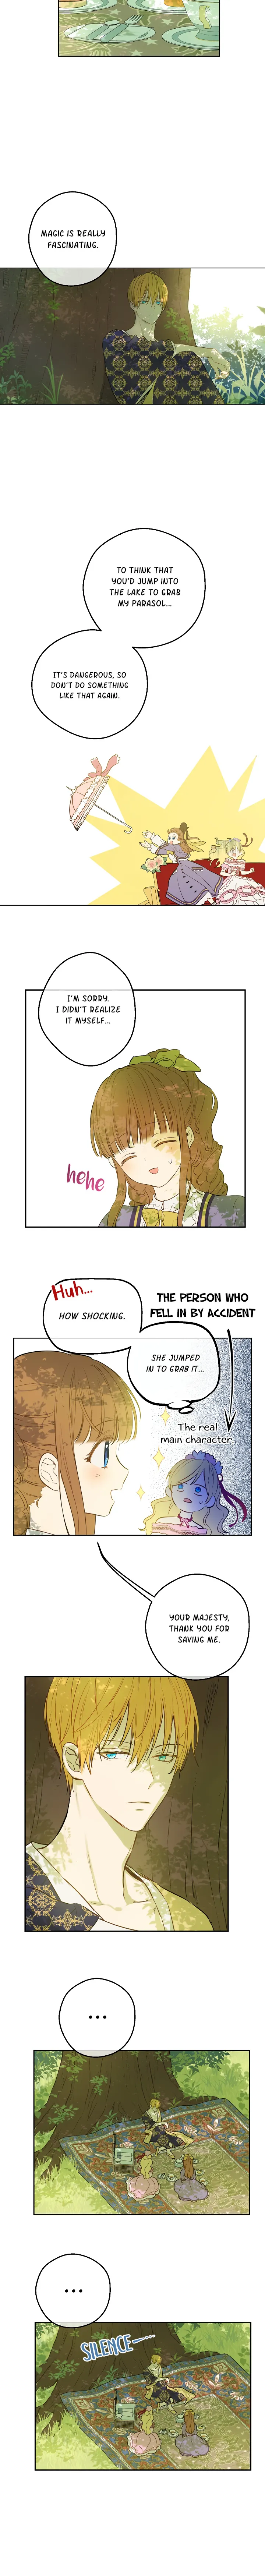 MAGIC IS REALLY
FASCINATING.
TO THINK THAT
YOU'D JUMP INTO
THE LAKE TO GRAB
MY PARASOL...
IT'S DANGEROUS, SO
DON'T DO SOMETHING
LIKE THAT AGAIN.
I'M SORRY.
I DIDN'T REALIZE
IT MYSELF...
hehe
Huh...
HOW SHOCKING.
THE PERSON WHO
FELL IN BY ACCIDENT
SHE JUMPED
IN TO GRAB IT...
The real
main character.
YOUR MAJESTY,
THANK YOU FOR
SAVING ME.
...
...
SILENCE—...